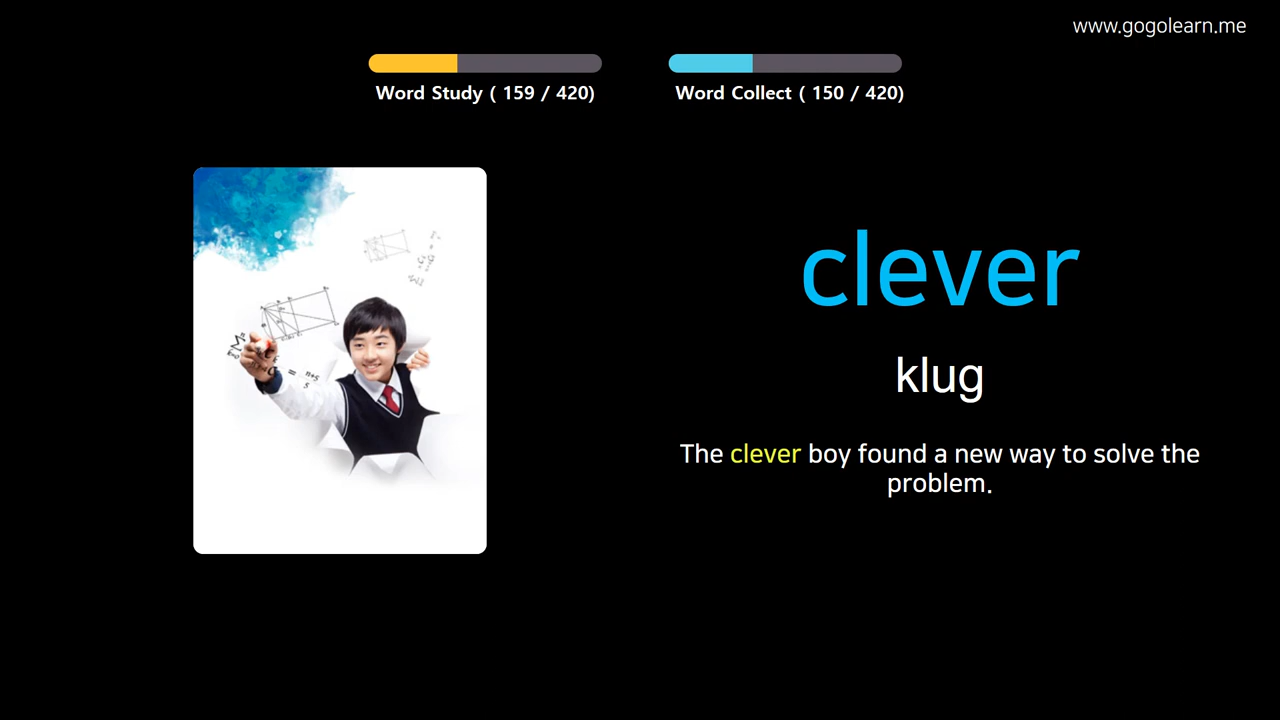 www.gogolearn.me
Word Study ( 159 / 420)
Word Collect ( 150 / 420)
clever
klug
The clever boy found a new way to solve the
problem.